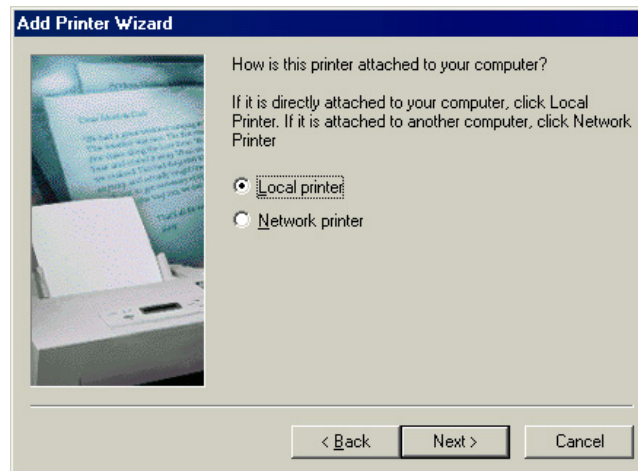 Add Printer Wizard
How is this printer attached to your computer?
If it is directly attached to your computer, click Local
Printer. If it is attached to another computer, click Network
Printer
Local printer
Network printer
< Back
Next >
Cancel